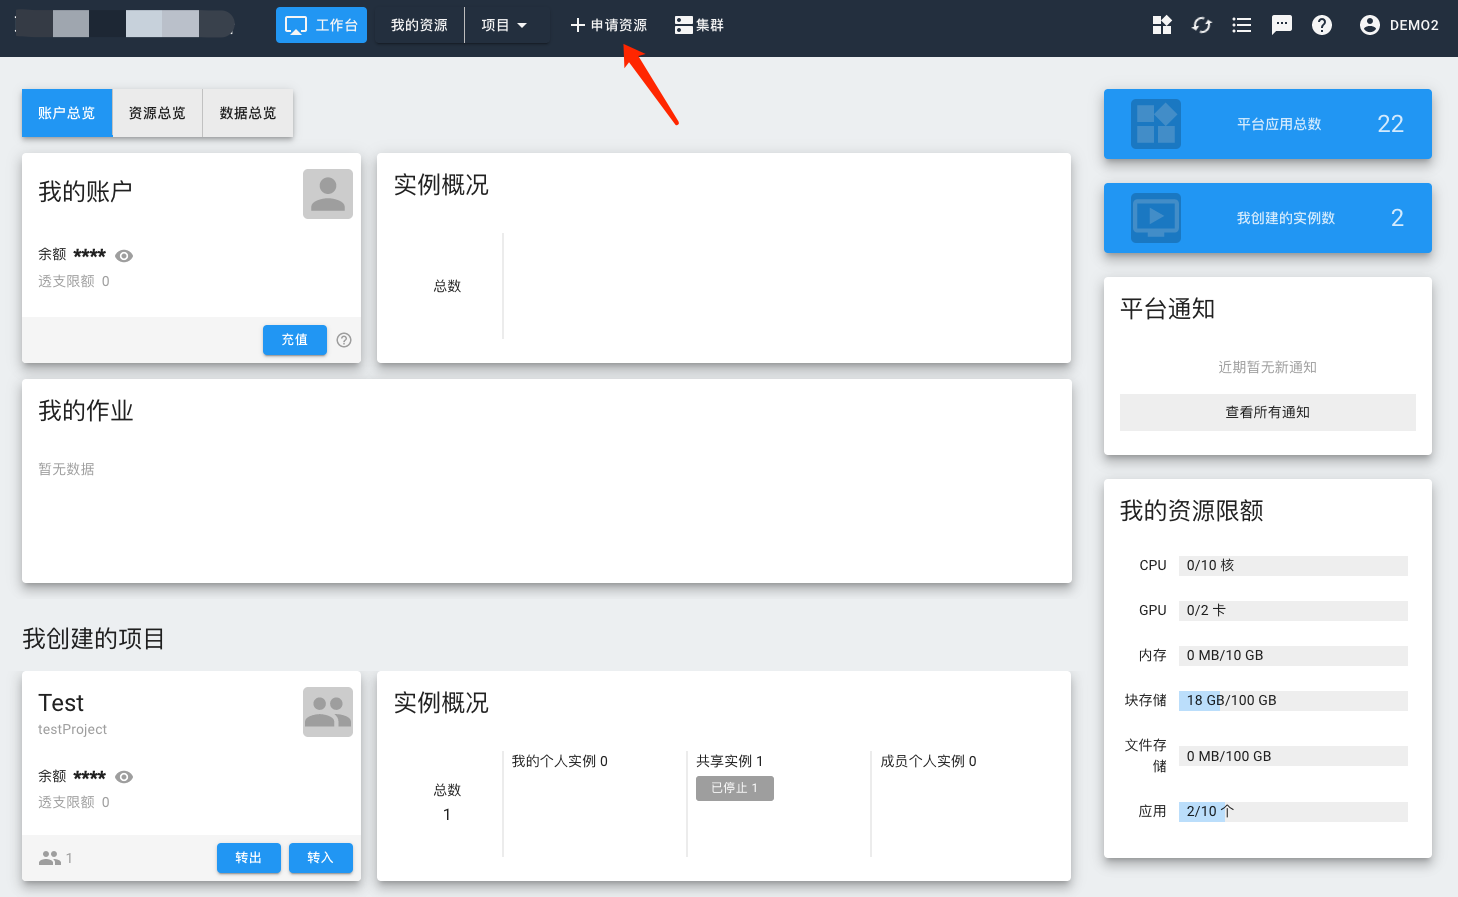 工作台
我的资源
项目
申请资源
集群
DEMO2
账户总览
资源总览
数据总览
我的账户
余额 ****
透支限额 0
充值
实例概况
总数
我的作业
暂无数据
我创建的项目
Test
testProject
余额 ****
透支限额 0
1
转出
转入
实例概况
总数
1
我的个人实例 0
共享实例 1
已停止 1
成员个人实例 0
平台应用总数 22
我创建的实例数 2
平台通知
近期暂无新通知
查看所有通知
我的资源限额
CPU 0/10 核
GPU 0/2 卡
内存 0 MB/10 GB
块存储 18 GB/100 GB
文件存
储 0 MB/100 GB
应用 2/10 个